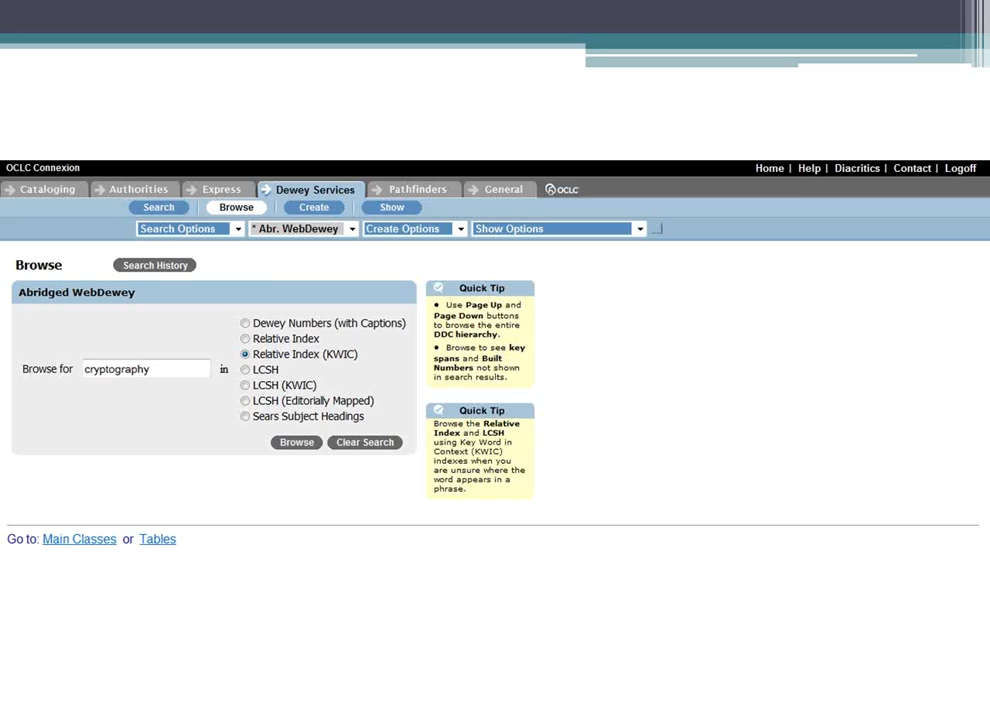 OCLC Connexion
Home | Help | Diacritics | Contact | Logoff
Cataloging Authorities Express Dewey Services Pathfinders General OCLC
Search Browse Create Show
Search Options * Abr. WebDewey Create Options Show Options
Browse Search History
Abridged WebDewey
Browse for cryptography in
Dewey Numbers (with Captions)
Relative Index
Relative Index (KWIC)
LCSH
LCSH (KWIC)
LCSH (Editorially Mapped)
Sears Subject Headings
Browse Clear Search
Quick Tip
• Use Page Up and
Page Down buttons
to browse the entire
DDC hierarchy.
• Browse to see key
spans and Built
Numbers not shown
in search results.
Quick Tip
Browse the Relative
Index and LCSH
using Key Word in
Context (KWIC)
indexes when you
are unsure where the
word appears in a
phrase.
Go to: Main Classes or Tables